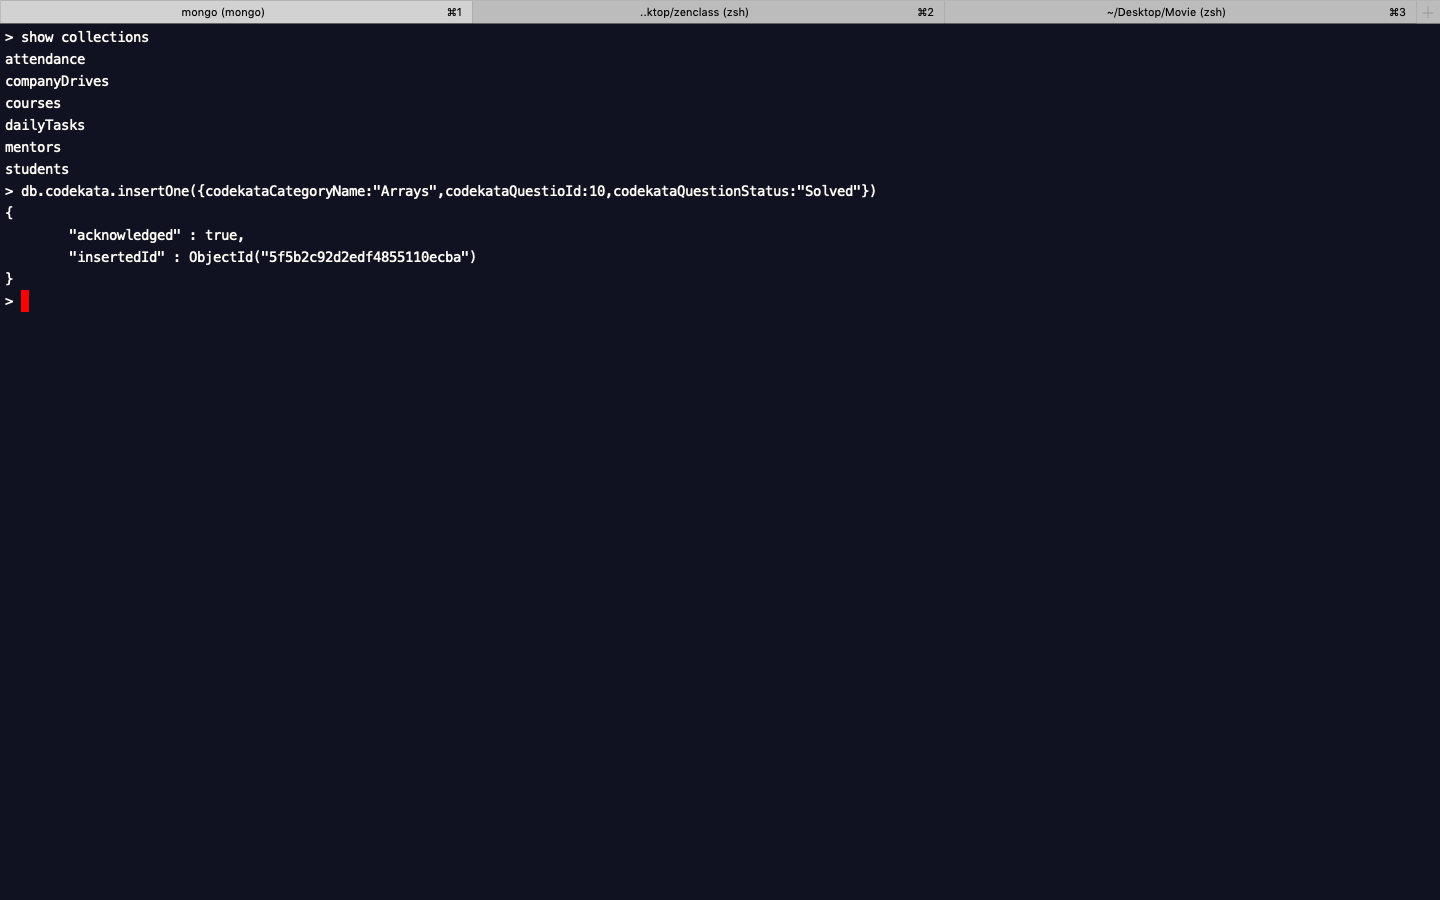 mongo (mongo) ⌘1 ..ktop/zenclass (zsh) ⌘2 ~/Desktop/Movie (zsh) ⌘3 +
> show collections
attendance
companyDrives
courses
dailyTasks
mentors
students
> db.codekata.insertOne({codekataCategoryName:"Arrays",codekataQuestioId:10,codekataQuestionStatus:"Solved"})
{
        "acknowledged" : true,
        "insertedId" : ObjectId("5f5b2c92d2edf4855110ecba")
}
>